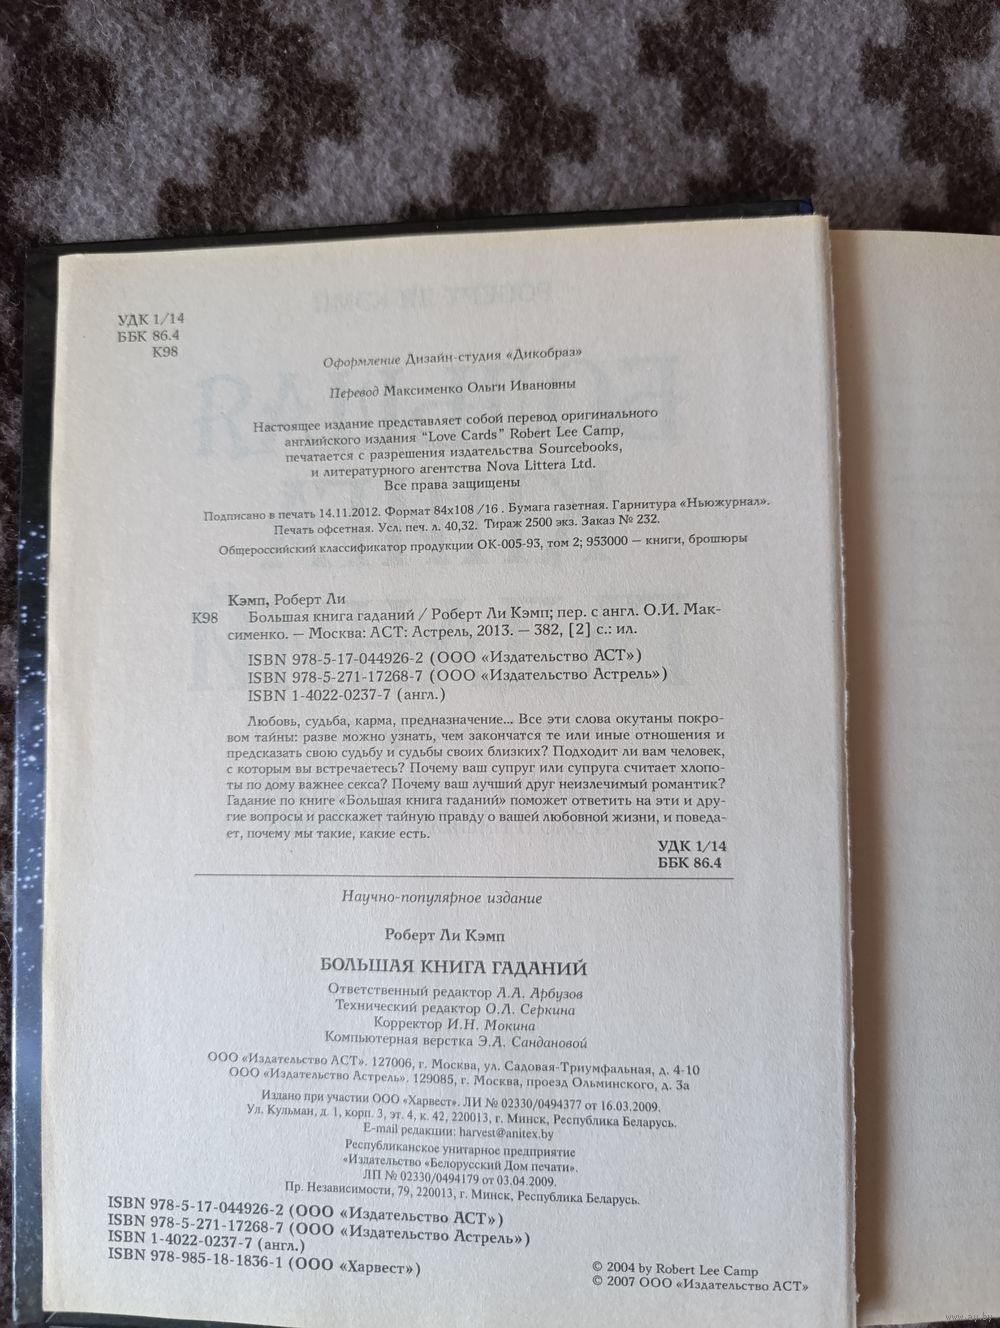 УДК 1/14
ББК 86.4
К98
Оформление Дизайн-студия «Дикобраз»
Перевод Максименко Ольги Ивановны
Настоящее издание представляет собой перевод оригинального
английского издания “Love Cards” Robert Lee Camp,
печатается с разрешения издательства Sourcebooks,
и литературного агентства Nova Littera Ltd.
Все права защищены
Подписано в печать 14.11.2012. Формат 84х108 /16 . Бумага газетная. Гарнитура «Ньюжурнал».
Печать офсетная. Усл. печ. л. 40,32. Тираж 2500 экз. Заказ № 232.
Общероссийский классификатор продукции ОК-005-93, том 2; 953000 — книги, брошюры
Кэмп, Роберт Ли
К98 Большая книга гаданий / Роберт Ли Кэмп; пер. с англ. О.И. Мак-
сименко. — Москва: АСТ: Астрель, 2013. — 382, [2] с.: ил.
ISBN 978-5-17-044926-2 (ООО «Издательство АСТ»)
ISBN 978-5-271-17268-7 (ООО «Издательство Астрель»)
ISBN 1-4022-0237-7 (англ.)
Любовь, судьба, карма, предназначение... Все эти слова окутаны покро-
вом тайны: разве можно узнать, чем закончатся те или иные отношения и
предсказать свою судьбу и судьбы своих близких? Подходит ли вам человек,
с которым вы встречаетесь? Почему ваш супруг или супруга считает хлопо-
ты по дому важнее секса? Почему ваш лучший друг неизлечимый романтик?
Гадание по книге «Большая книга гаданий» поможет ответить на эти и дру-
гие вопросы и расскажет тайную правду о вашей любовной жизни, и поведа-
ет, почему мы такие, какие есть.
УДК 1/14
ББК 86.4
Научно-популярное издание
Роберт Ли Кэмп
БОЛЬШАЯ КНИГА ГАДАНИЙ
Ответственный редактор А.А. Арбузов
Технический редактор О.Л. Серкина
Корректор И.Н. Мокина
Компьютерная верстка Э.А. Сандановой
ООО «Издательство АСТ». 127006, г. Москва, ул. Садовая-Триумфальная, д. 4-10
ООО «Издательство Астрель». 129085, г. Москва, проезд Ольминского, д. 3а
Издано при участии ООО «Харвест». ЛИ № 02330/0494377 от 16.03.2009.
Ул. Кульман, д. 1, корп. 3, эт. 4, к. 42, 220013, г. Минск, Республика Беларусь.
E-mail редакции: harvest@anitex.by
Республиканское унитарное предприятие
«Издательство «Белорусский Дом печати».
ЛП № 02330/0494179 от 03.04.2009.
Пр. Независимости, 79, 220013, г. Минск, Республика Беларусь.
ISBN 978-5-17-044926-2 (ООО «Издательство АСТ»)
ISBN 978-5-271-17268-7 (ООО «Издательство Астрель»)
ISBN 1-4022-0237-7 (англ.)
ISBN 978-985-18-1836-1 (ООО «Харвест»)
© 2004 by Robert Lee Camp
© 2007 ООО «Издательство АСТ»
www.ay.by